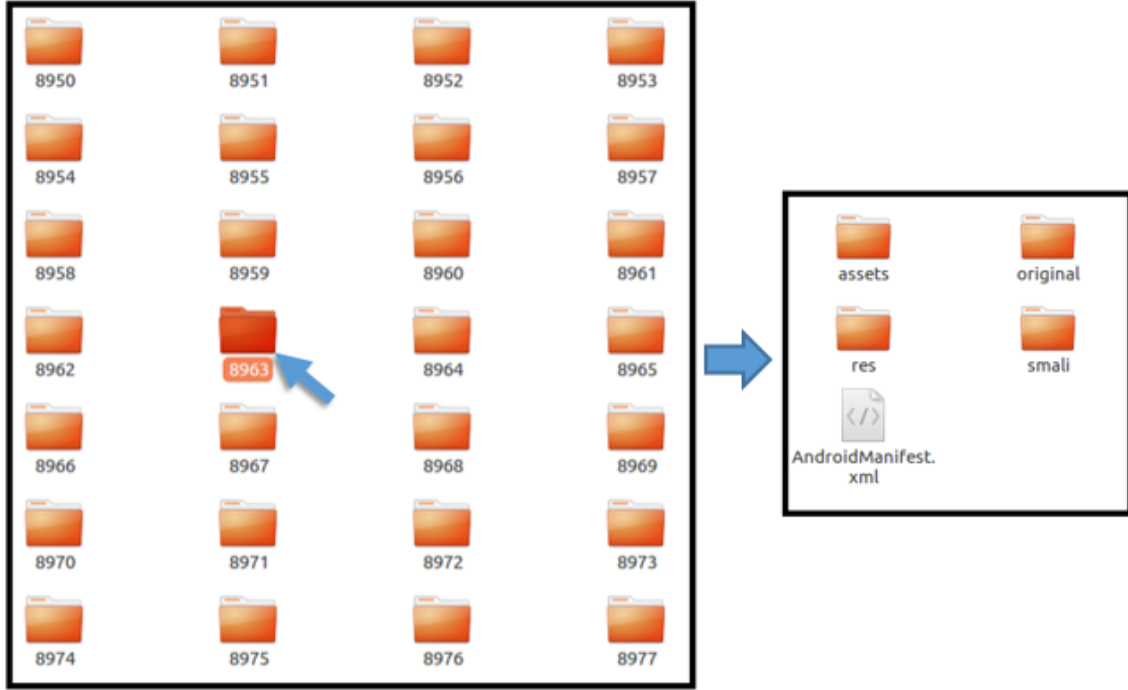 8950 8951 8952 8953
8954 8955 8956 8957
8958 8959 8960 8961
8962 8963 8964 8965
8966 8967 8968 8969
8970 8971 8972 8973
8974 8975 8976 8977
assets original
res smali
</>
AndroidManifest.
xml